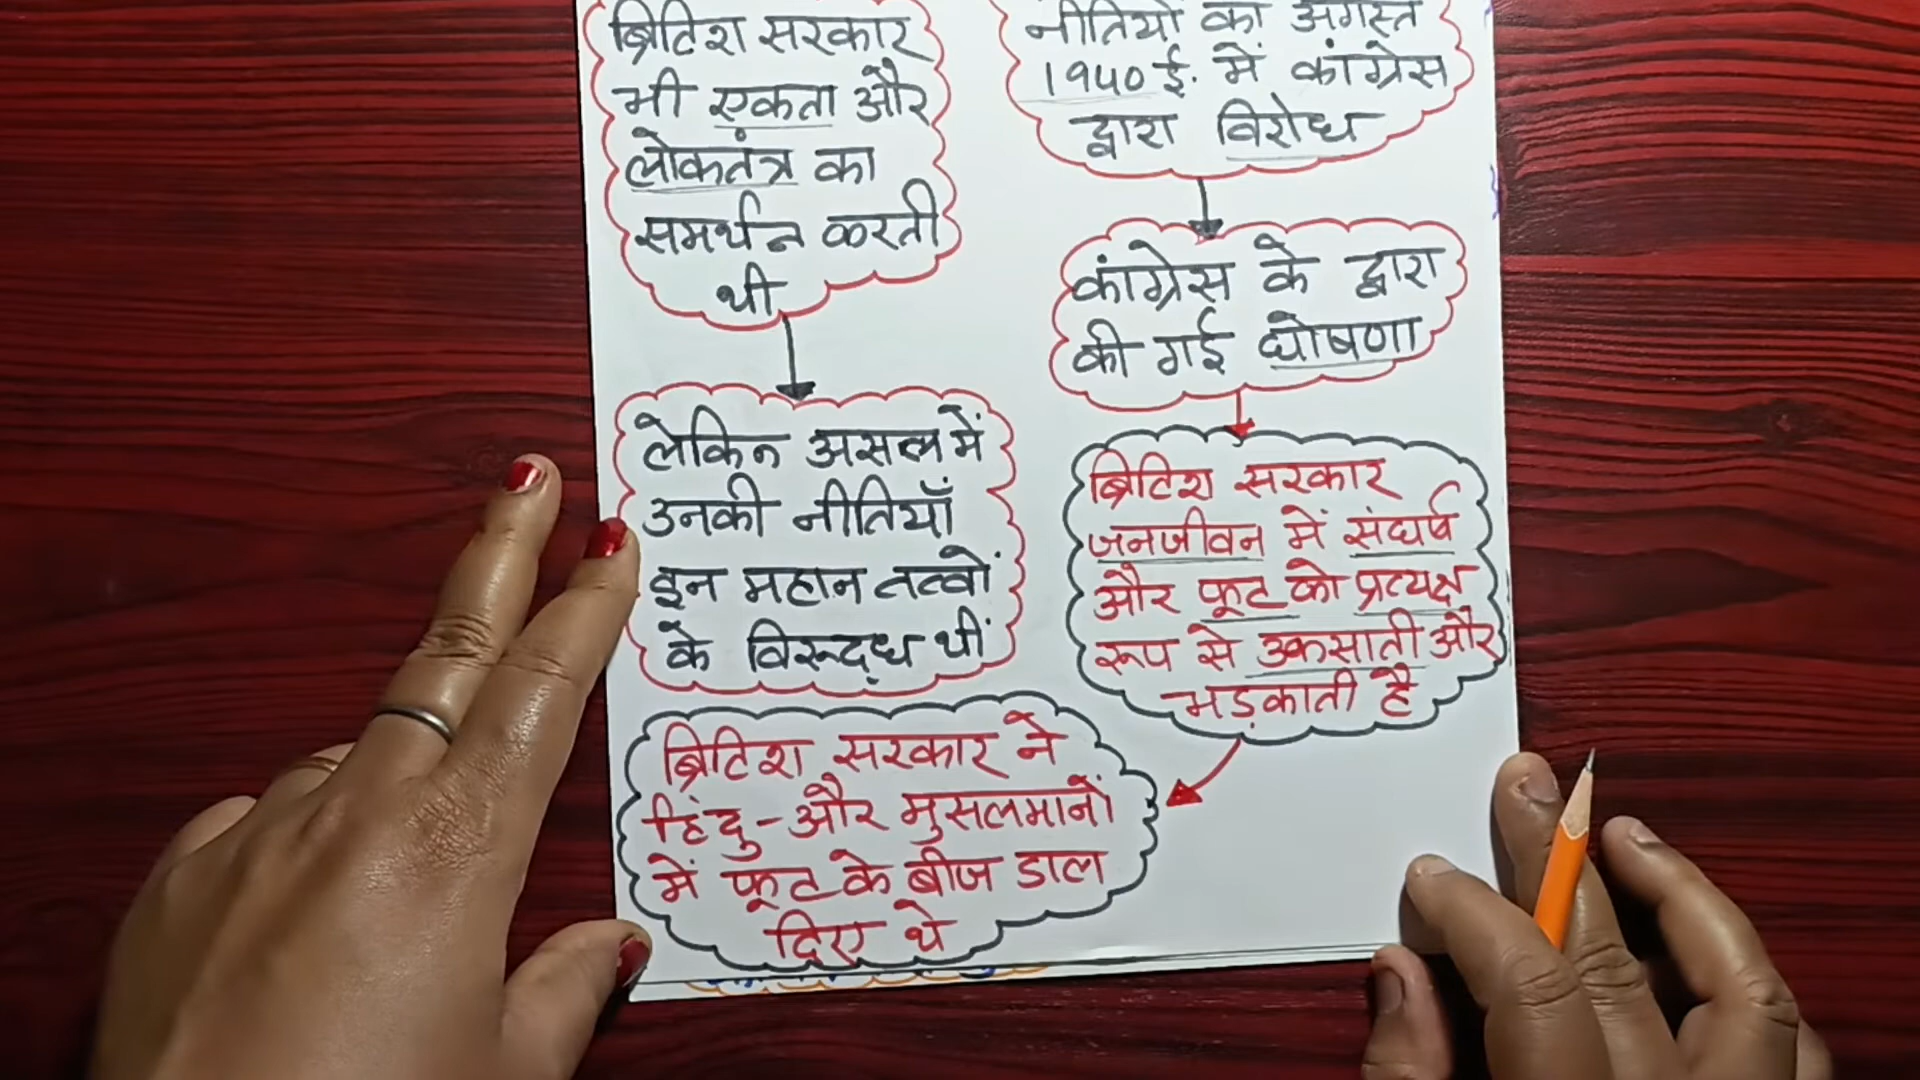 ब्रिटिश सरकार
भी एकता और
लोकतंत्र का
समर्थन करती
थी
लेकिन असल में
उनकी नीतियाँ
इन महान तत्वों
के विरूद्ध थीं
नीतियों का अगस्त
1940 ई. में कांग्रेस
द्वारा विरोध
कांग्रेस के द्वारा
की गई घोषणा
ब्रिटिश सरकार
जनजीवन में संघर्ष
और फूट को प्रत्यक्ष
रूप से उकसाती और
भड़काती है
ब्रिटिश सरकार ने
हिंदु-और मुसलमानों
में फूट के बीज डाल
दिए थे